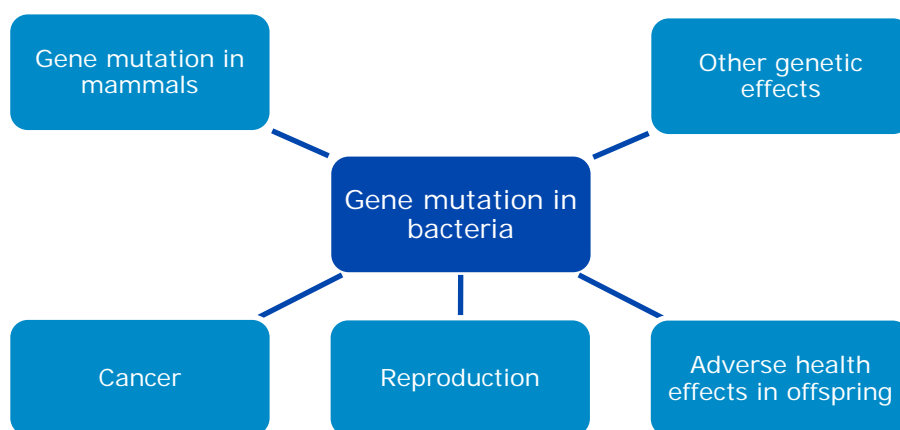 Gene mutation in
mammals
Other genetic
effects
Gene mutation in
bacteria
Cancer
Reproduction
Adverse health
effects in offspring